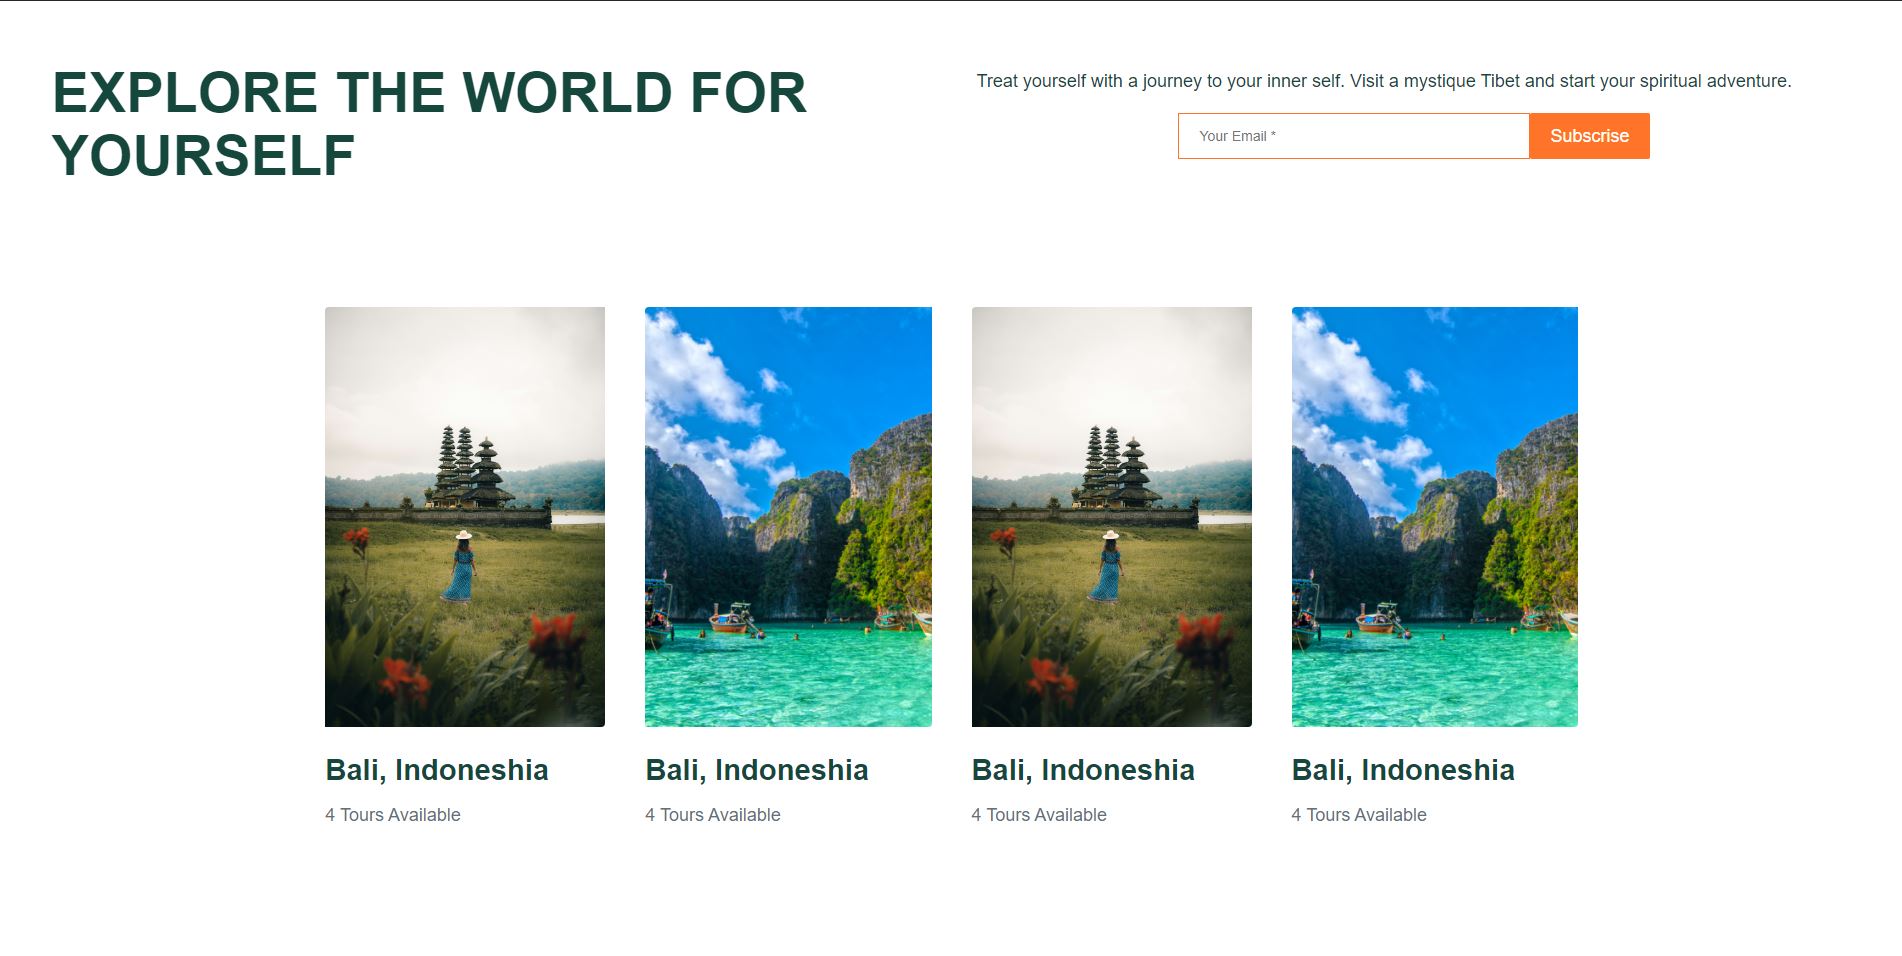 EXPLORE THE WORLD FOR
YOURSELF
Treat yourself with a journey to your inner self. Visit a mystique Tibet and start your spiritual adventure.
Your Email *
Subscrise
Bali, Indoneshia
4 Tours Available
Bali, Indoneshia
4 Tours Available
Bali, Indoneshia
4 Tours Available
Bali, Indoneshia
4 Tours Available